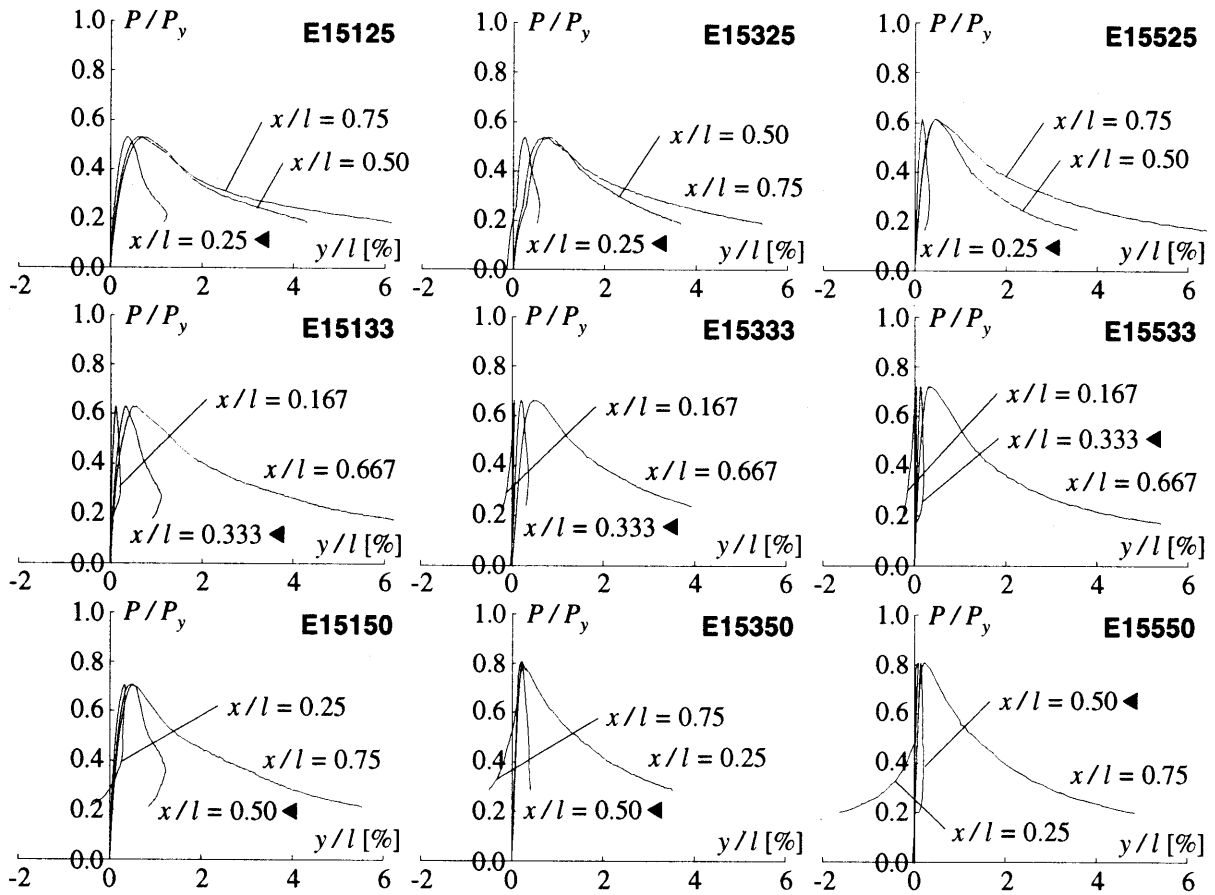 1.0 P / Py E15125
0.8
0.6
x / l = 0.75
0.4
x / l = 0.50
0.2
x / l = 0.25 ◄ y / l [%]
0.0
-2 0 2 4 6
1.0 P / Py E15325
0.8
0.6
x / l = 0.50
0.4
x / l = 0.75
0.2
x / l = 0.25 ◄ y / l [%]
0.0
-2 0 2 4 6
1.0 P / Py E15525
0.8
0.6
x / l = 0.75
0.4
x / l = 0.50
0.2
x / l = 0.25 ◄ y / l [%]
0.0
-2 0 2 4 6
1.0 P / Py E15133
0.8
0.6
x / l = 0.167
0.4
x / l = 0.667
0.2
x / l = 0.333 ◄ y / l [%]
0.0
-2 0 2 4 6
1.0 P / Py E15333
0.8
0.6
x / l = 0.167
0.4
x / l = 0.667
0.2
x / l = 0.333 ◄ y / l [%]
0.0
-2 0 2 4 6
1.0 P / Py E15533
0.8
x / l = 0.167
0.6
x / l = 0.333 ◄
0.4
x / l = 0.667
0.2
y / l [%]
0.0
-2 0 2 4 6
1.0 P / Py E15150
0.8
0.6
x / l = 0.25
0.4
x / l = 0.75
0.2
x / l = 0.50 ◄ y / l [%]
0.0
-2 0 2 4 6
1.0 P / Py E15350
0.8
0.6
x / l = 0.75
0.4
x / l = 0.25
0.2
x / l = 0.50 ◄ y / l [%]
0.0
-2 0 2 4 6
1.0 P / Py E15550
0.8
x / l = 0.50 ◄
0.6
0.4
x / l = 0.75
0.2
x / l = 0.25
y / l [%]
0.0
-2 0 2 4 6